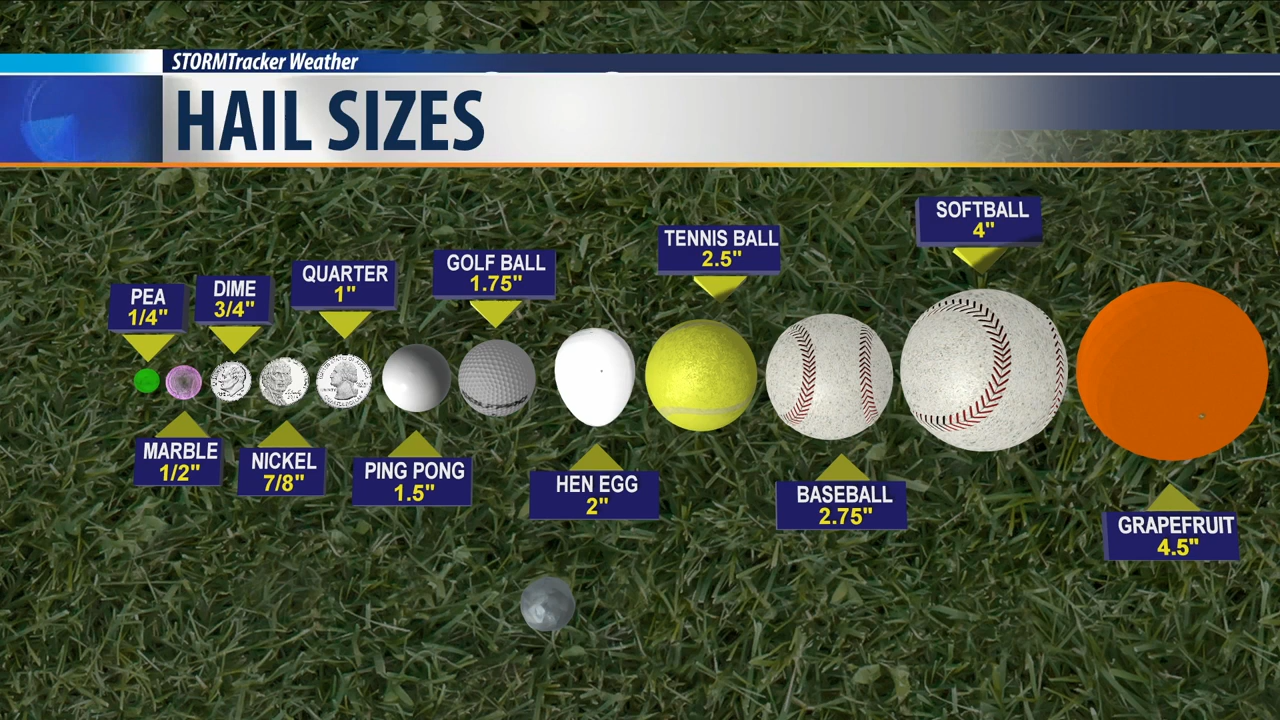 STORMTracker Weather
HAIL SIZES
PEA
1/4"
MARBLE
1/2"
DIME
3/4"
NICKEL
7/8"
QUARTER
1"
PING PONG
1.5"
GOLF BALL
1.75"
HEN EGG
2"
TENNIS BALL
2.5"
BASEBALL
2.75"
SOFTBALL
4"
GRAPEFRUIT
4.5"